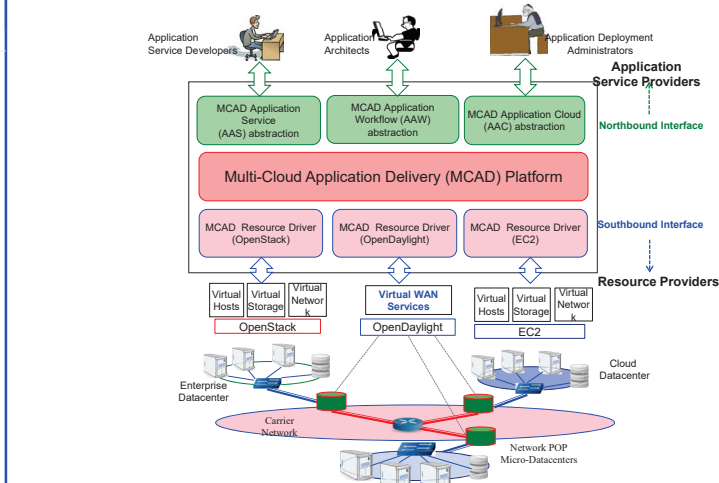 Application
Service Developers
Application
Architects
Application Deployment
Administrators
Application
Service Providers
MCAD Application
Service
(AAS) abstraction
MCAD Application
Workflow (AAW)
abstraction
MCAD Application Cloud
(AAC) abstraction
Northbound Interface
Multi-Cloud Application Delivery (MCAD) Platform
MCAD Resource Driver
(OpenStack)
MCAD Resource Driver
(OpenDaylight)
MCAD Resource Driver
(EC2)
Southbound Interface
Resource Providers
Virtual
Hosts
Virtual
Storage
Virtual
Networ
k
OpenStack
Virtual WAN
Services
OpenDaylight
Virtual
Hosts
Virtual
Storage
Virtual
Networ
k
EC2
Enterprise
Datacenter
Cloud
Datacenter
Carrier
Network
Network POP
Micro-Datacenters